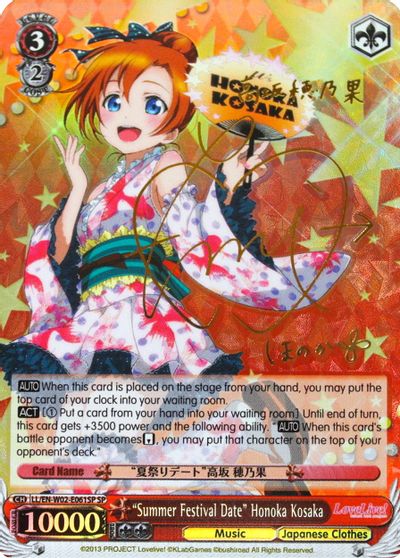 LEVEL
3
2
COST
HONOKA
KOSAKA
穂乃果
ほのか
AUTO When this card is placed on the stage from your hand, you may put the
top card of your clock into your waiting room.
ACT [① Put a card from your hand into your waiting room] Until end of turn,
this card gets +3500 power and the following ability. "AUTO When this card's
battle opponent becomes, you may put that character on the top of your
opponent's deck."
Card Name
“夏祭りデート”高坂 穂乃果
CH LL/EN-W02-E061SP SP
10000
"Summer Festival Date" Honoka Kosaka
LoveLive!
Music
Japanese Clothes
©2013 PROJECT Lovelive! ©KLabGames ©bushiroad All Rights Reserved.